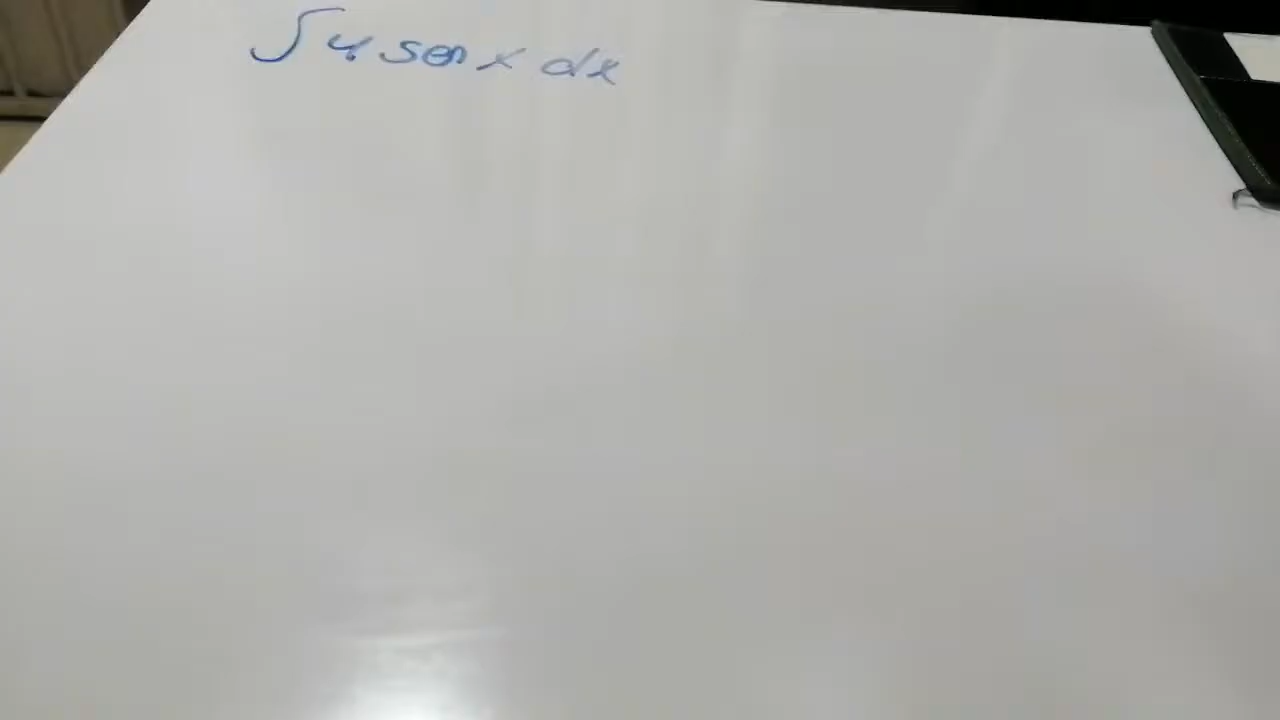 ∫ 4 sen x dx